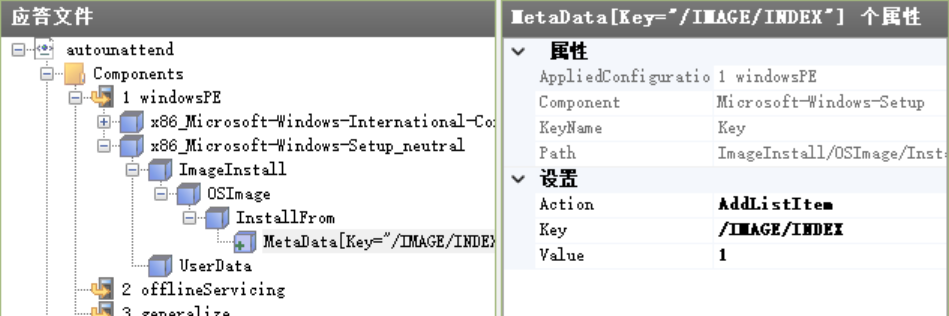 应答文件
autounattend
Components
1 windowsPE
x86_Microsoft-Windows-International-Co
x86_Microsoft-Windows-Setup_neutral
ImageInstall
OSImage
InstallFrom
MetaData[Key="/IMAGE/INDEX
UserData
2 offlineServicing
3 generalize
MetaData[Key="/IMAGE/INDEX"] 个属性
属性
AppliedConfiguratio 1 windowsPE
Component Microsoft-Windows-Setup
KeyName Key
Path ImageInstall/OSImage/Inst
设置
Action AddListItem
Key /IMAGE/INDEX
Value 1